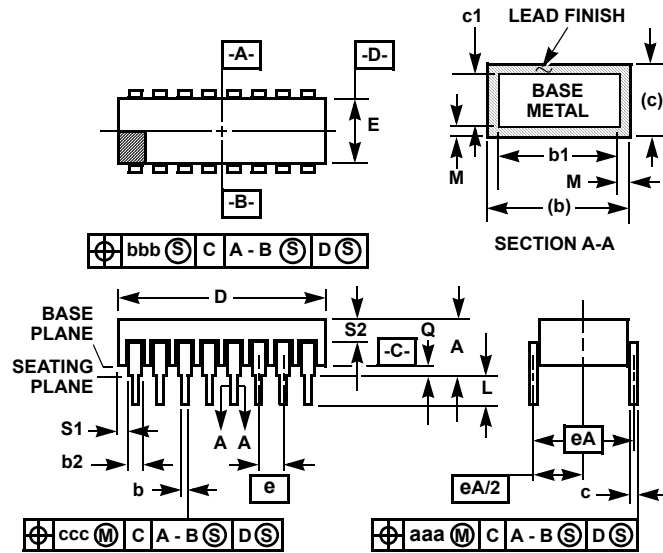 c1
LEAD FINISH
-A-
-D-
BASE
METAL
(c)
E
b1
M
M
-B-
(b)
bbb Ⓢ C A - B Ⓢ D Ⓢ
SECTION A-A
D
BASE
PLANE
S2
Q
-C-
A
SEATING
PLANE
L
S1
A A
eA
b2
e
eA/2
b
c
ccc Ⓜ C A - B Ⓢ D Ⓢ
aaa Ⓜ C A - B Ⓢ D Ⓢ